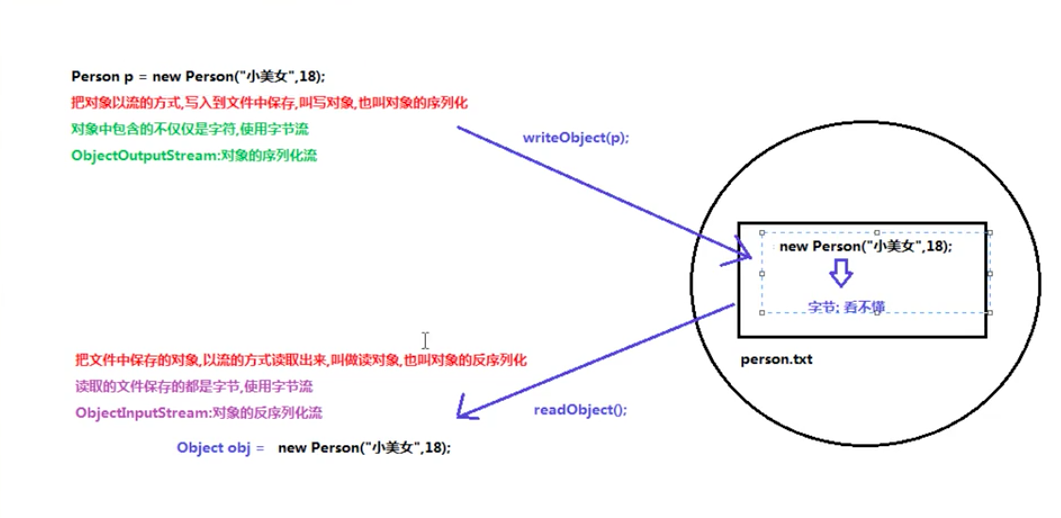 Person p = new Person("小美女",18);
把对象以流的方式,写入到文件中保存,叫写对象,也叫对象的序列化
对象中包含的不仅仅是字符,使用字节流
ObjectOutputStream:对象的序列化流
writeObject(p);
new Person("小美女",18);
字节; 看不懂
person.txt
把文件中保存的对象,以流的方式读取出来,叫做读对象,也叫对象的反序列化
读取的文件保存的都是字节,使用字节流
ObjectInputStream:对象的反序列化流
readObject();
Object obj = new Person("小美女",18);